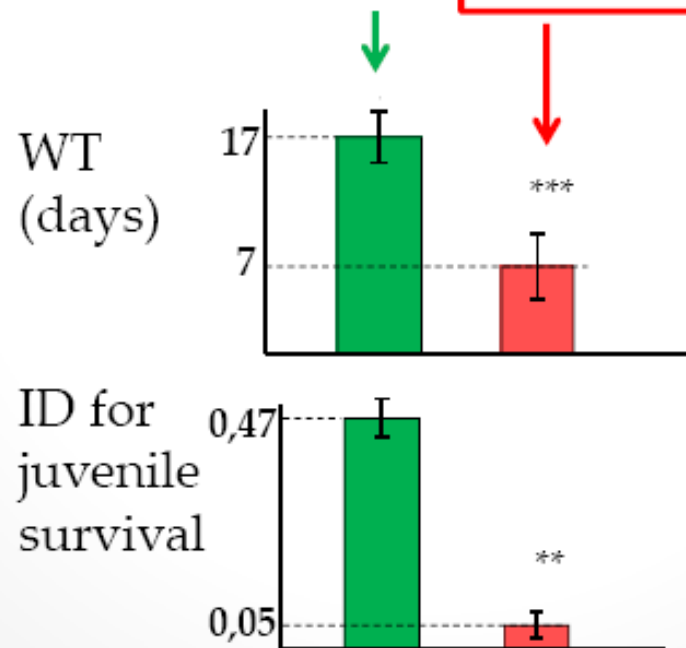 WT
(days)
17
***
7
ID for
juvenile
survival
0,47
**
0,05